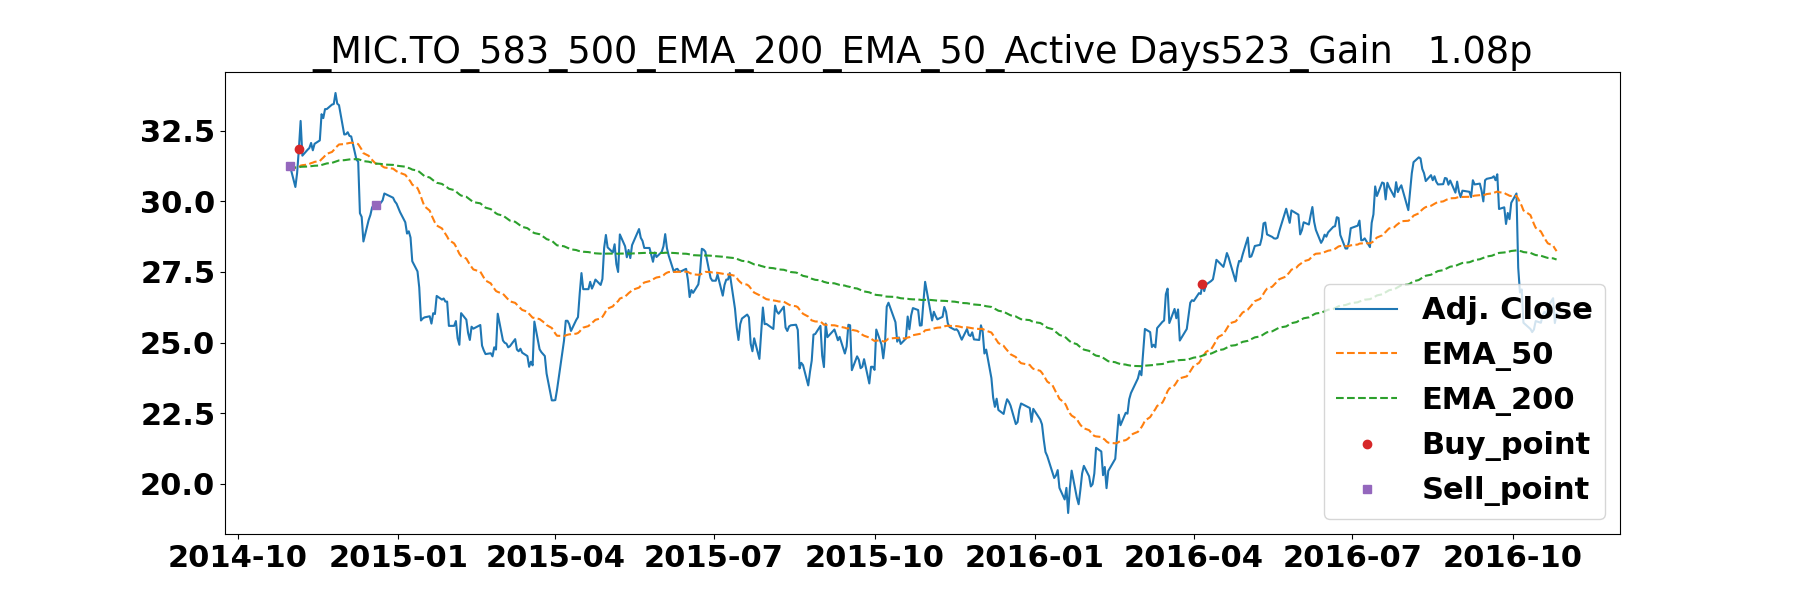 _MIC.TO_583_500_EMA_200_EMA_50_Active Days523_Gain   1.08p
32.5
30.0
27.5
25.0
22.5
20.0
Adj. Close
EMA_50
EMA_200
Buy_point
Sell_point
2014-10 2015-01 2015-04 2015-07 2015-10 2016-01 2016-04 2016-07 2016-10